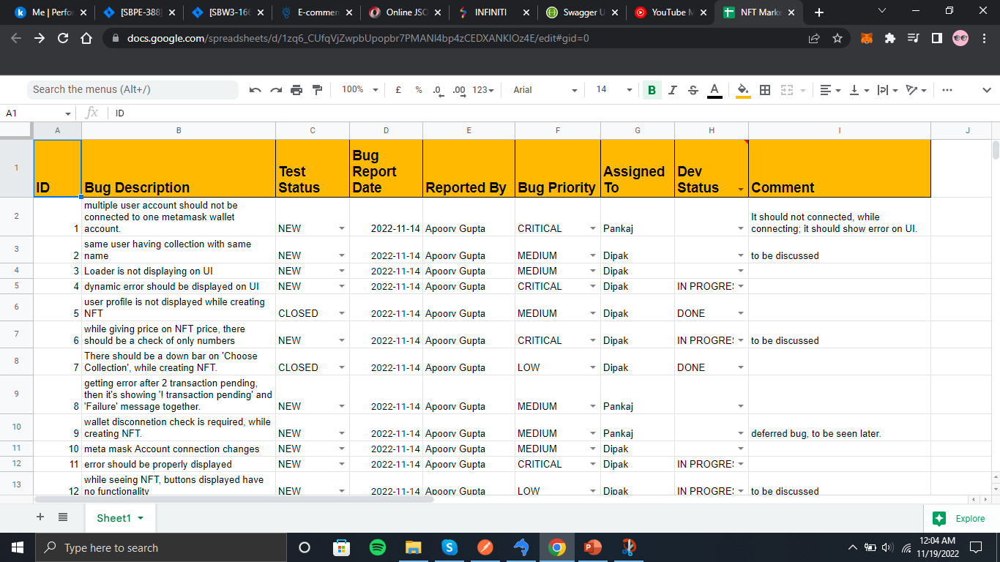 Me | Perfor
[SBPE-388]
[SBW3-166
E-commer
Online JSO
INFINITI
Swagger U
YouTube M
NFT Marke
docs.google.com/spreadsheets/d/1zq6_CUfqVjZwpbUpopbr7PMANI4bp4zCEDXANKIOz4E/edit#gid=0
Search the menus (Alt+/) 100% £ % .0 .00 123 Arial 14 B I S A
A1 fx ID
A B C D E F G H I J
1 ID Bug Description Test Status Bug Report Date Reported By Bug Priority Assigned To Dev Status Comment
2 1 multiple user account should not be connected to one metamask wallet account. NEW 2022-11-14 Apoorv Gupta CRITICAL Pankaj It should not connected, while connecting; it should show error on UI.
3 2 same user having collection with same name NEW 2022-11-14 Apoorv Gupta MEDIUM Dipak to be discussed
4 3 Loader is not displaying on UI NEW 2022-11-14 Apoorv Gupta MEDIUM Dipak
5 4 dynamic error should be displayed on UI NEW 2022-11-14 Apoorv Gupta CRITICAL Dipak IN PROGRES
6 5 user profile is not displayed while creating NFT CLOSED 2022-11-14 Apoorv Gupta MEDIUM Dipak DONE
7 6 while giving price on NFT price, there should be a check of only numbers NEW 2022-11-14 Apoorv Gupta CRITICAL Dipak IN PROGRES to be discussed
8 7 There should be a down bar on 'Choose Collection', while creating NFT. CLOSED 2022-11-14 Apoorv Gupta LOW Dipak DONE
9 8 getting error after 2 transaction pending, then it's showing '! transaction pending' and 'Failure' message together. NEW 2022-11-14 Apoorv Gupta MEDIUM Pankaj
10 9 wallet disconnetion check is required, while creating NFT. NEW 2022-11-14 Apoorv Gupta MEDIUM Pankaj deferred bug, to be seen later.
11 10 meta mask Account connection changes NEW 2022-11-14 Apoorv Gupta MEDIUM Dipak
12 11 error should be properly displayed NEW 2022-11-14 Apoorv Gupta CRITICAL Dipak IN PROGRES
13 12 while seeing NFT, buttons displayed have no functionality NEW 2022-11-14 Apoorv Gupta LOW Dipak IN PROGRES to be discussed
Sheet1
Explore
Type here to search
12:04 AM
11/19/2022